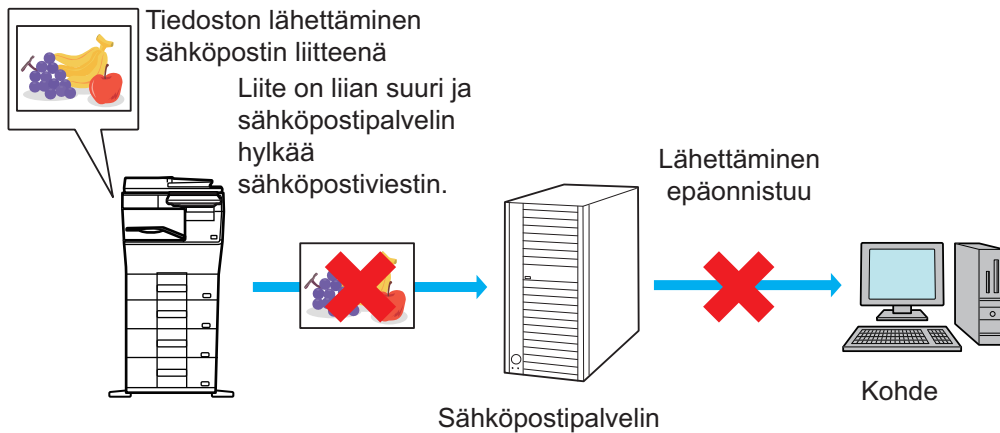 Tiedoston lähettäminen
sähköpostin liitteenä
Liite on liian suuri ja
sähköpostipalvelin
hylkää
sähköpostiviestin.
Lähettäminen
epäonnistuu
Kohde
Sähköpostipalvelin